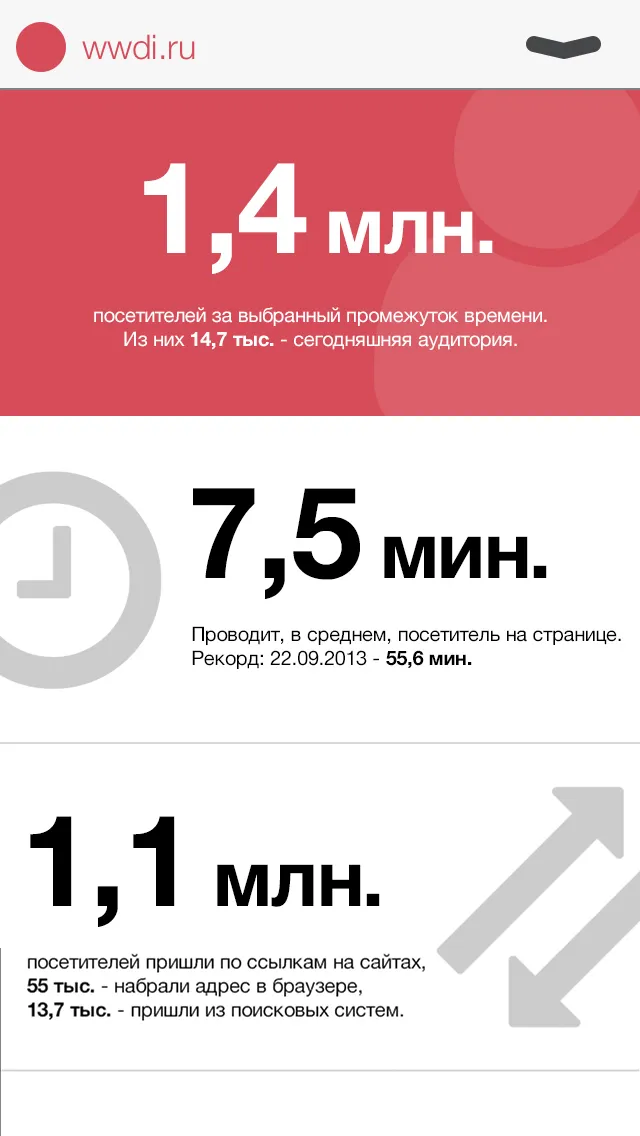 wwdi.ru
1,4 млн.
посетителей за выбранный промежуток времени.
Из них 14,7 тыс. - сегодняшняя аудитория.
7,5 мин.
Проводит, в среднем, посетитель на странице.
Рекорд: 22.09.2013 - 55,6 мин.
1,1 млн.
посетителей пришли по ссылкам на сайтах,
55 тыс. - набрали адрес в браузере,
13,7 тыс. - пришли из поисковых систем.